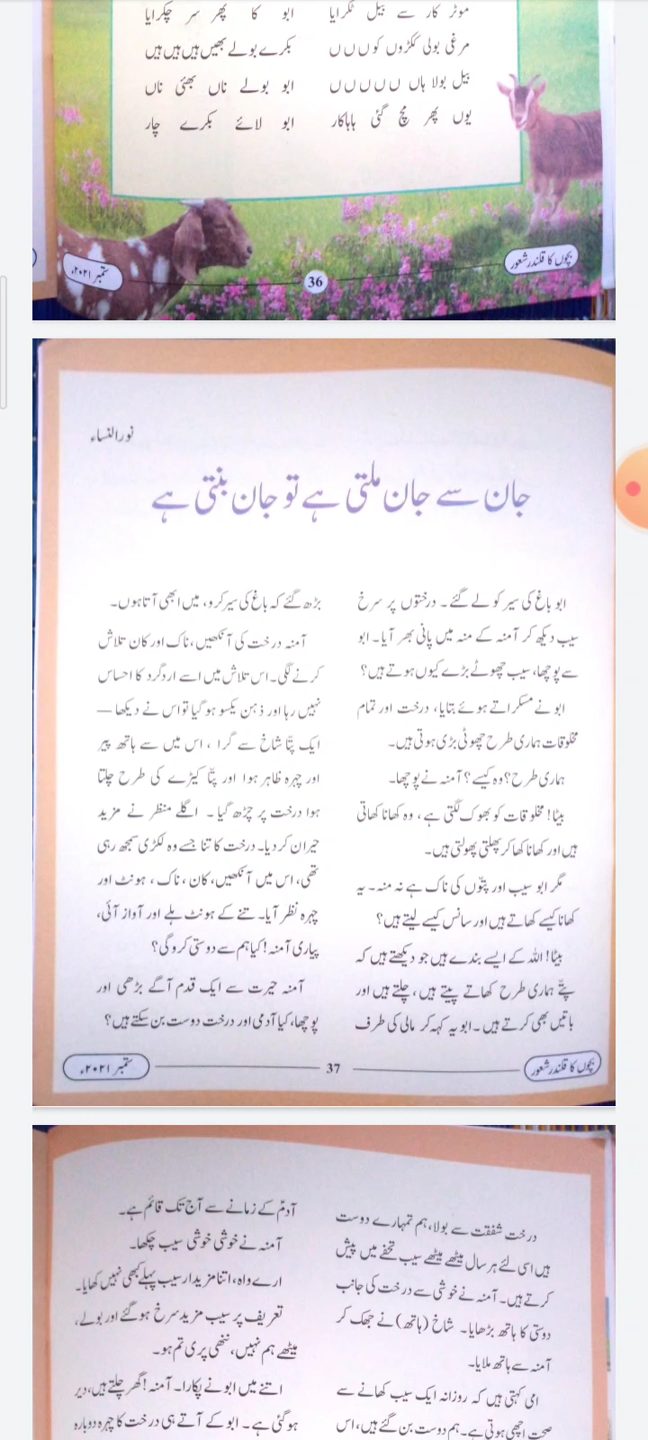 موٹر کار سے بیل ٹکرایا ابو کا پھر سر چکرایا
مرغی بولی ککڑوں کوں ں ں بکرے بولے بھیں ہیں ہیں ہیں
بیل بولا ہاں ں ں ں ں ں ابو بولے ناں بھئی ناں
یوں پھر مچ گئی ہاہاکار ابو لائے بکرے چار
بچوں کا قلندر شعور
36
ستمبر ۲۰۲۱ء
نورالنساء
جان سے جان ملتی ہے تو جان بنتی ہے
ابو باغ کی سیر کو لے گئے۔ درختوں پر سرخ
سیب دیکھ کر آمنہ کے منہ میں پانی بھر آیا۔ ابو
سے پوچھا، سیب چھوٹے بڑے کیوں ہوتے ہیں؟
ابو نے مسکراتے ہوئے بتایا، درخت اور تمام
مخلوقات ہماری طرح چھوٹی بڑی ہوتی ہیں۔
ہماری طرح؟ وہ کیسے؟ آمنہ نے پوچھا۔
بیٹا! مخلوقات کو بھوک لگتی ہے، وہ کھانا کھاتی
ہیں اور کھانا کھا کر پھلتی پھولتی ہیں۔
مگر ابو سیب اور پتّوں کی ناک ہے نہ منہ۔ یہ
کھانا کیسے کھاتے ہیں اور سانس کیسے لیتے ہیں؟
بیٹا! اللہ کے ایسے بندے ہیں جو دیکھتے ہیں کہ
پتّے ہماری طرح کھاتے پیتے ہیں، چلتے ہیں اور
باتیں بھی کرتے ہیں۔ ابو یہ کہہ کر مالی کی طرف
بڑھ گئے کہ باغ کی سیر کرو، میں ابھی آتا ہوں۔
آمنہ درخت کی آنکھیں، ناک اور کان تلاش
کرنے لگی۔ اس تلاش میں اسے اردگرد کا احساس
نہیں رہا اور ذہن یکسو ہو گیا تو اس نے دیکھا —
ایک پتّا شاخ سے گرا ، اس میں سے ہاتھ پیر
اور چہرہ ظاہر ہوا اور پتّا کیڑے کی طرح چلتا
ہوا درخت پر چڑھ گیا ۔ اگلے منظر نے مزید
حیران کر دیا۔ درخت کا تنا جسے وہ لکڑی سمجھ رہی
تھی، اس میں آنکھیں، کان، ناک، ہونٹ اور
چہرہ نظر آیا۔ تنے کے ہونٹ ہلے اور آواز آئی،
پیاری آمنہ! کیا ہم سے دوستی کرو گی؟
آمنہ حیرت سے ایک قدم آگے بڑھی اور
پوچھا، کیا آدمی اور درخت دوست بن سکتے ہیں؟
بچوں کا قلندر شعور
37
ستمبر ۲۰۲۱ء
درخت شفقت سے بولا، ہم تمہارے دوست
ہیں اسی لئے ہر سال میٹھے میٹھے سیب تحفے میں پیش
کرتے ہیں۔ آمنہ نے خوشی سے درخت کی جانب
دوستی کا ہاتھ بڑھایا۔ شاخ (ہاتھ) نے جھک کر
آمنہ سے ہاتھ ملایا۔
امی کہتی ہیں کہ روزانہ ایک سیب کھانے سے
صحت اچھی ہوتی ہے۔ ہم دوست بن گئے ہیں، اس
آدمؑ کے زمانے سے آج تک قائم ہے۔
آمنہ نے خوشی خوشی سیب چکھا۔
ارے واہ، اتنا مزیدار سیب پہلے کبھی نہیں کھایا۔
تعریف پر سیب مزید سرخ ہو گئے اور بولے،
میٹھے ہم نہیں، ننھی پری تم ہو۔
اتنے میں ابو نے پکارا۔ آمنہ! گھر چلتے ہیں، دیر
ہو گئی ہے۔ ابو کے آتے ہی درخت کا چہرہ دوبارہ